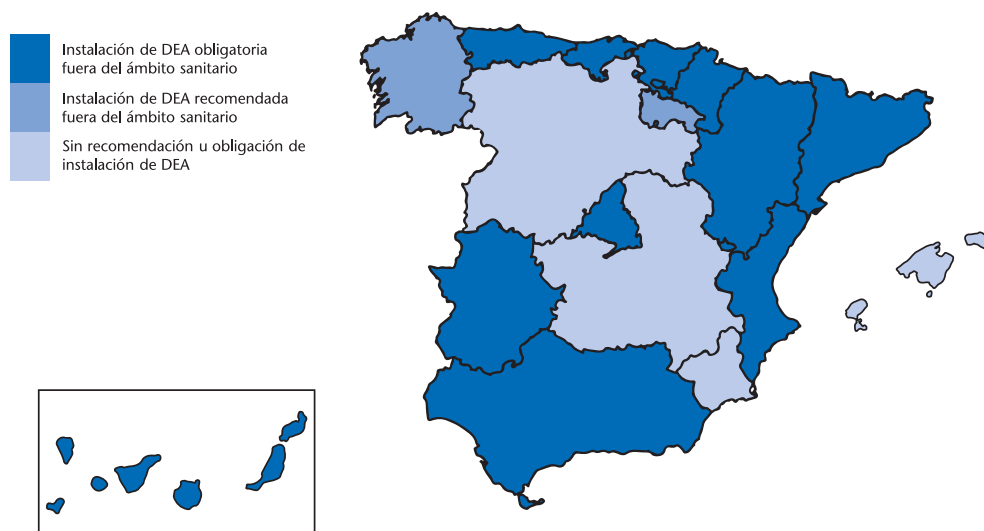 Instalación de DEA obligatoria
fuera del ámbito sanitario
Instalación de DEA recomendada
fuera del ámbito sanitario
Sin recomendación u obligación de
instalación de DEA